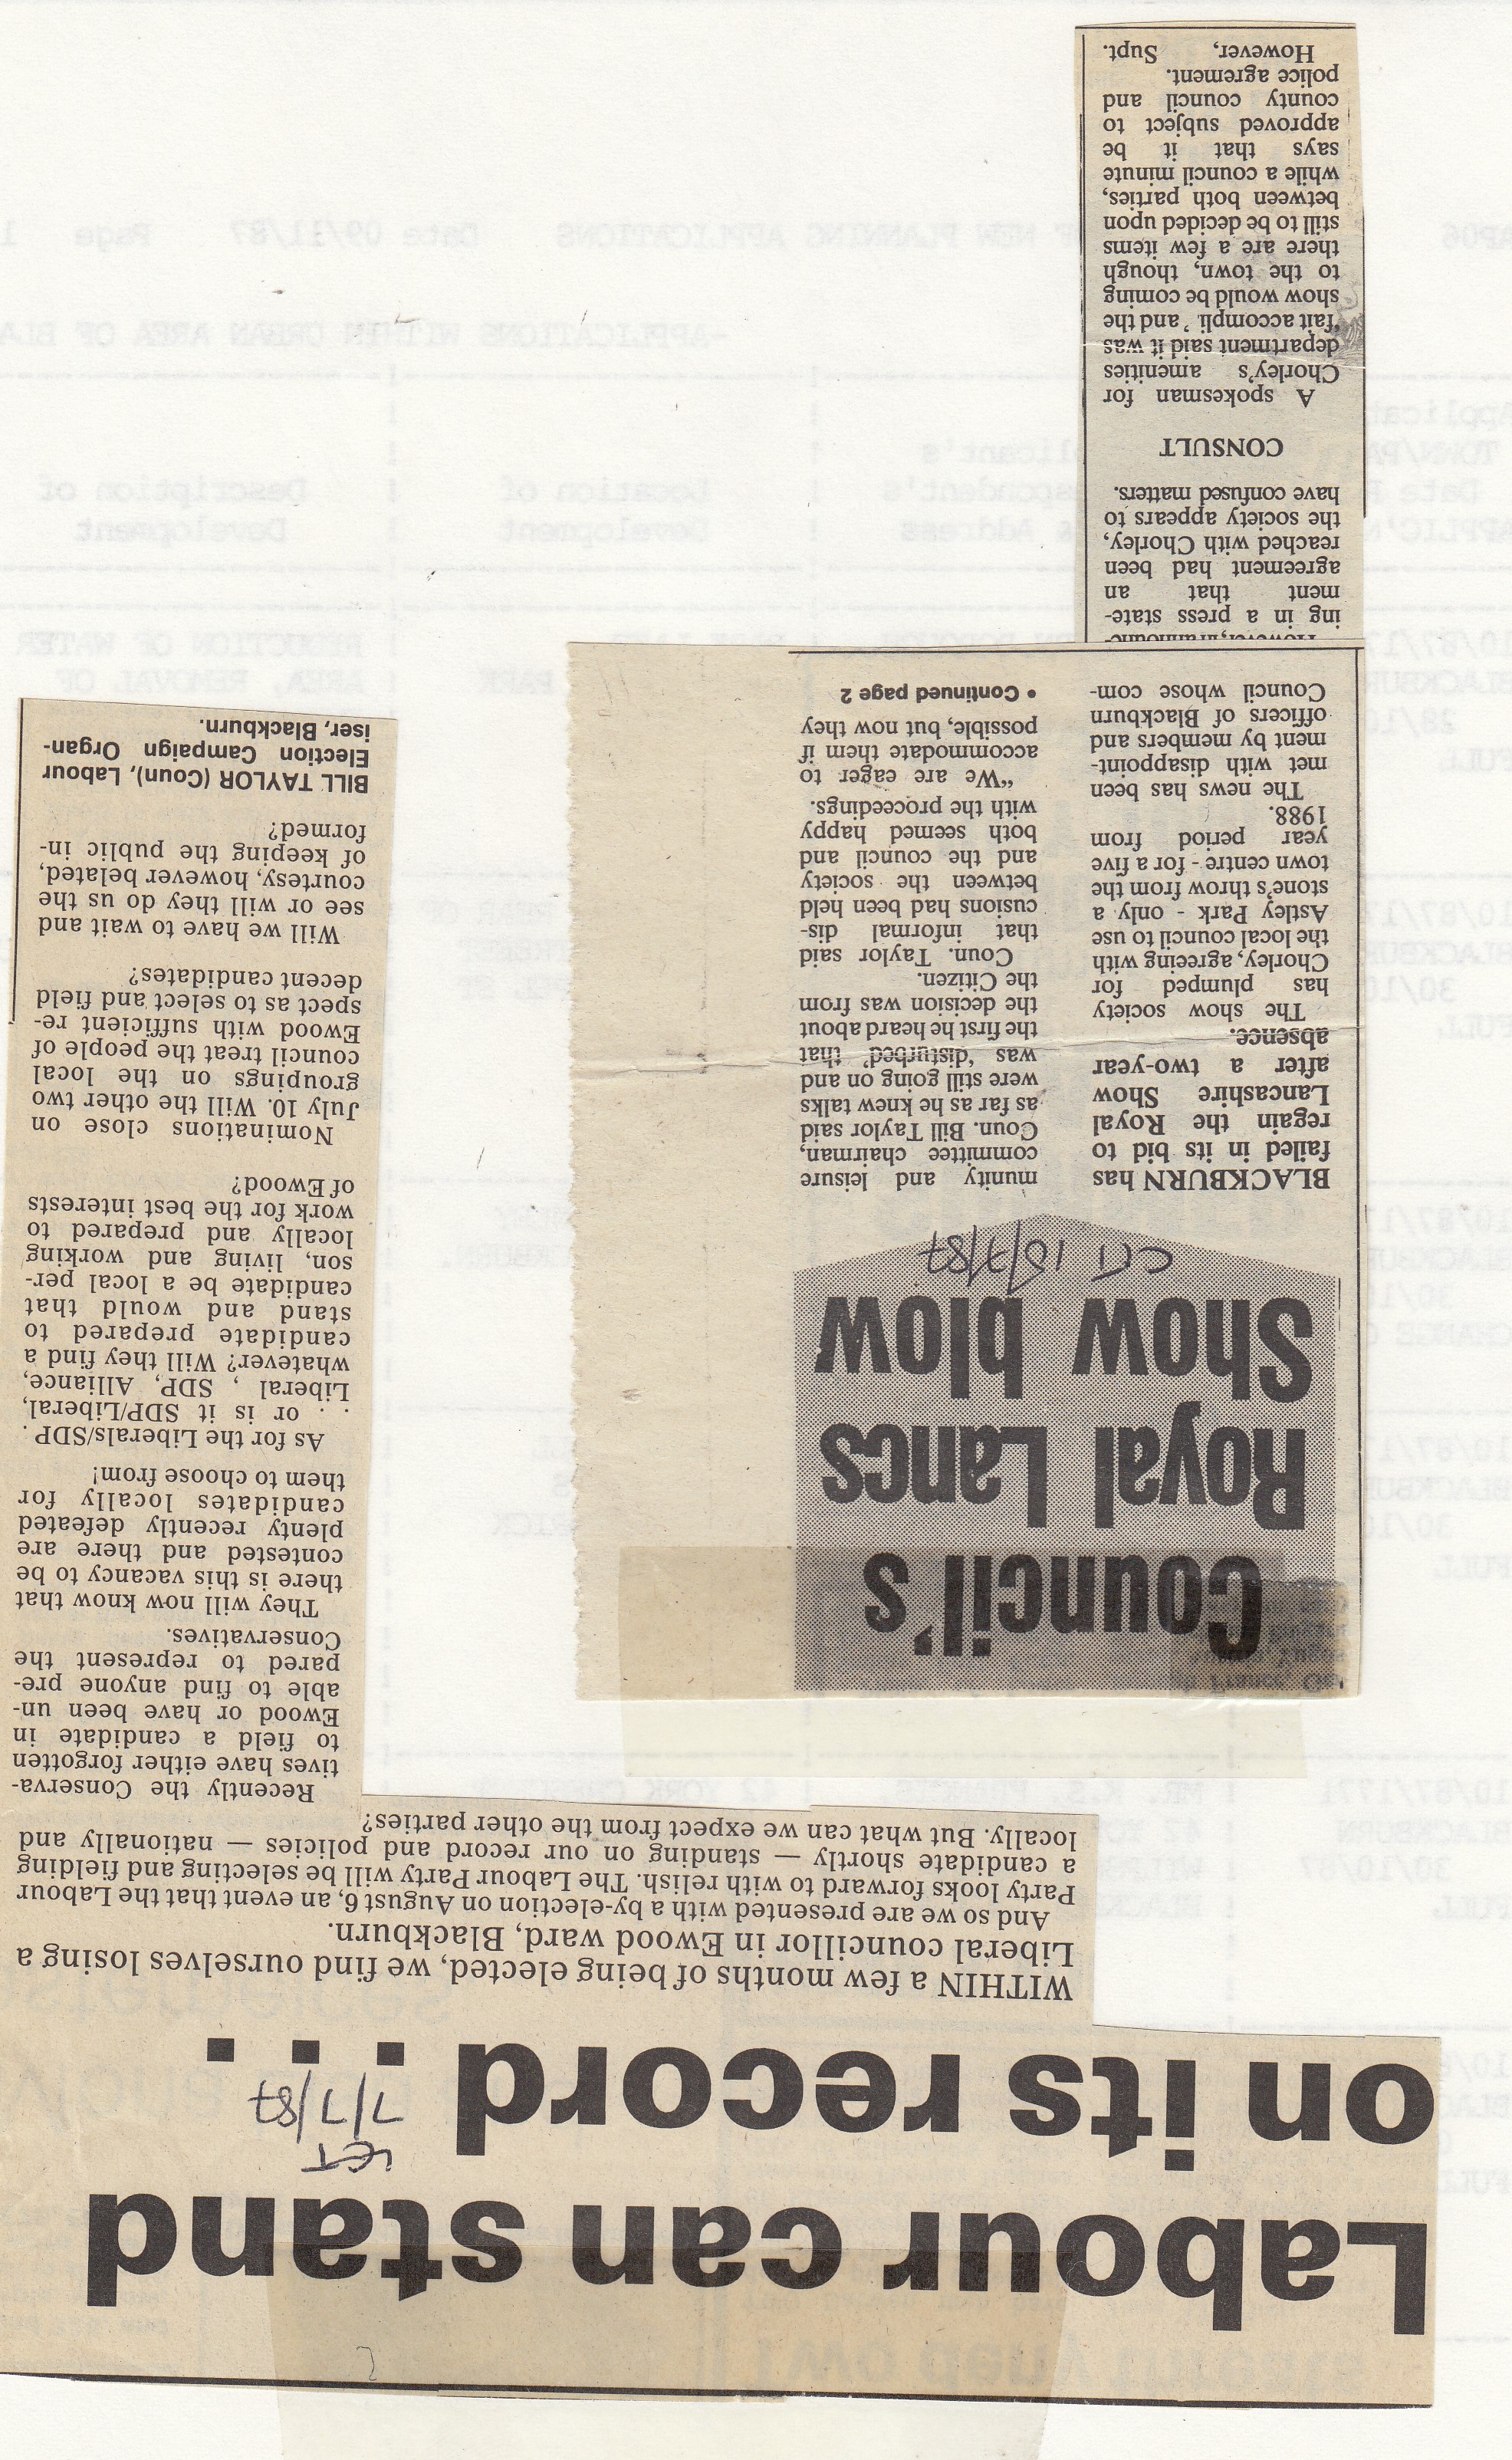 Labour can stand
on its record . . .
LET
7/7/87
WITHIN a few months of being elected, we find ourselves losing a
Liberal councillor in Ewood ward, Blackburn.
And so we are presented with a by-election on August 6, an event that the Labour
Party looks forward to with relish. The Labour Party will be selecting and fielding
a candidate shortly — standing on our record and policies — nationally and
locally. But what can we expect from the other parties?
Recently the Conserva-
tives have either forgotten
to field a candidate in
Ewood or have been un-
able to find anyone pre-
pared to represent the
Conservatives.
They will now know that
there is this vacancy to be
contested and there are
plenty recently defeated
candidates locally for
them to choose from!
As for the Liberals/SDP .
. . or is it SDP/Liberal,
Liberal , SDP, Alliance,
whatever? Will they find a
candidate prepared to
stand and would that
candidate be a local per-
son, living and working
locally and prepared to
work for the best interests
of Ewood?
Nominations close on
July 10. Will the other two
groupings on the local
council treat the people of
Ewood with sufficient re-
spect as to select and field
decent candidates?
Will we have to wait and
see or will they do us the
courtesy, however belated,
of keeping the public in-
formed?
BILL TAYLOR (Coun), Labour
Election Campaign Organ-
iser, Blackburn.
Council's
Royal Lancs
Show blow
CIT 16/7/87
BLACKBURN has
failed in its bid to
regain the Royal
Lancashire Show
after a two-year
absence.
The show society
has plumped for
Chorley, agreeing with
the local council to use
Astley Park - only a
stone's throw from the
town centre - for a five
year period from
1988.
The news has been
met with disappoint-
ment by members and
officers of Blackburn
Council whose com-
munity and leisure
committee chairman,
Coun. Bill Taylor said
as far as he knew talks
were still going on and
was 'disturbed' that
the first he heard about
the decision was from
the Citizen.
Coun. Taylor said
that informal dis-
cusions had been held
between the society
and the council and
both seemed happy
with the proceedings.
"We are eager to
accommodate them if
possible, but now they
• Continued page 2
However, in announc-
ing in a press state-
ment that an
agreement had been
reached with Chorley,
the society appears to
have confused matters.
CONSULT
A spokesman for
Chorley's amenities
department said it was
'fait accompli' and the
show would be coming
to the town, though
there are a few items
still to be decided upon
between both parties,
while a council minute
says that it be
approved subject to
county council and
police agrement.
However, Supt.